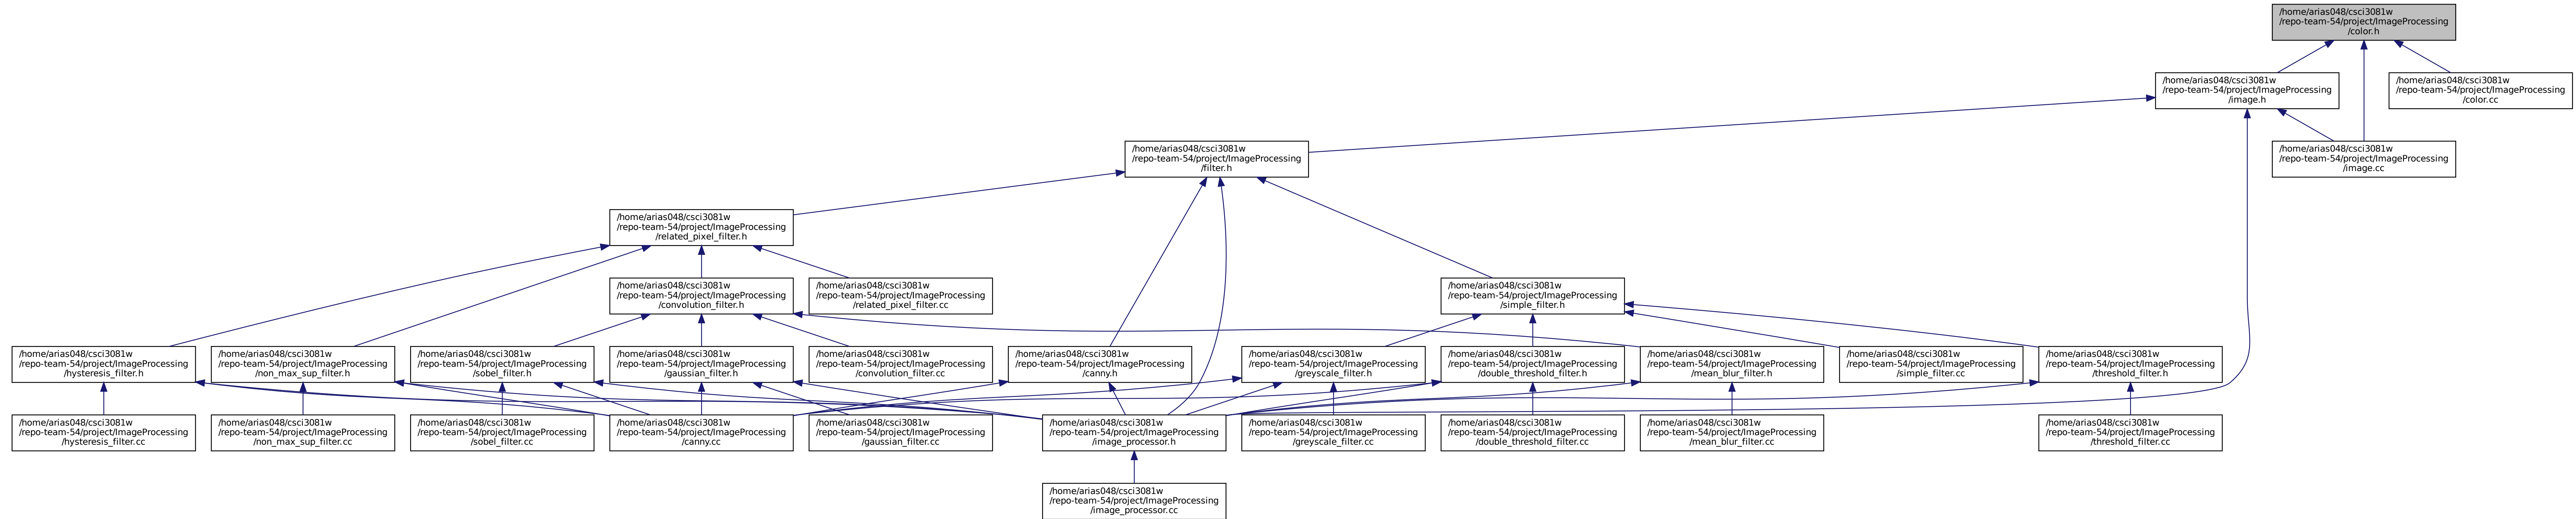 /home/arias048/csci3081w
/repo-team-54/project/ImageProcessing
/color.h
/home/arias048/csci3081w
/repo-team-54/project/ImageProcessing
/image.h
/home/arias048/csci3081w
/repo-team-54/project/ImageProcessing
/color.cc
/home/arias048/csci3081w
/repo-team-54/project/ImageProcessing
/filter.h
/home/arias048/csci3081w
/repo-team-54/project/ImageProcessing
/image.cc
/home/arias048/csci3081w
/repo-team-54/project/ImageProcessing
/related_pixel_filter.h
/home/arias048/csci3081w
/repo-team-54/project/ImageProcessing
/convolution_filter.h
/home/arias048/csci3081w
/repo-team-54/project/ImageProcessing
/related_pixel_filter.cc
/home/arias048/csci3081w
/repo-team-54/project/ImageProcessing
/simple_filter.h
/home/arias048/csci3081w
/repo-team-54/project/ImageProcessing
/hysteresis_filter.h
/home/arias048/csci3081w
/repo-team-54/project/ImageProcessing
/non_max_sup_filter.h
/home/arias048/csci3081w
/repo-team-54/project/ImageProcessing
/sobel_filter.h
/home/arias048/csci3081w
/repo-team-54/project/ImageProcessing
/gaussian_filter.h
/home/arias048/csci3081w
/repo-team-54/project/ImageProcessing
/convolution_filter.cc
/home/arias048/csci3081w
/repo-team-54/project/ImageProcessing
/canny.h
/home/arias048/csci3081w
/repo-team-54/project/ImageProcessing
/greyscale_filter.h
/home/arias048/csci3081w
/repo-team-54/project/ImageProcessing
/double_threshold_filter.h
/home/arias048/csci3081w
/repo-team-54/project/ImageProcessing
/mean_blur_filter.h
/home/arias048/csci3081w
/repo-team-54/project/ImageProcessing
/simple_filter.cc
/home/arias048/csci3081w
/repo-team-54/project/ImageProcessing
/threshold_filter.h
/home/arias048/csci3081w
/repo-team-54/project/ImageProcessing
/hysteresis_filter.cc
/home/arias048/csci3081w
/repo-team-54/project/ImageProcessing
/non_max_sup_filter.cc
/home/arias048/csci3081w
/repo-team-54/project/ImageProcessing
/sobel_filter.cc
/home/arias048/csci3081w
/repo-team-54/project/ImageProcessing
/canny.cc
/home/arias048/csci3081w
/repo-team-54/project/ImageProcessing
/gaussian_filter.cc
/home/arias048/csci3081w
/repo-team-54/project/ImageProcessing
/image_processor.h
/home/arias048/csci3081w
/repo-team-54/project/ImageProcessing
/greyscale_filter.cc
/home/arias048/csci3081w
/repo-team-54/project/ImageProcessing
/double_threshold_filter.cc
/home/arias048/csci3081w
/repo-team-54/project/ImageProcessing
/mean_blur_filter.cc
/home/arias048/csci3081w
/repo-team-54/project/ImageProcessing
/threshold_filter.cc
/home/arias048/csci3081w
/repo-team-54/project/ImageProcessing
/image_processor.cc